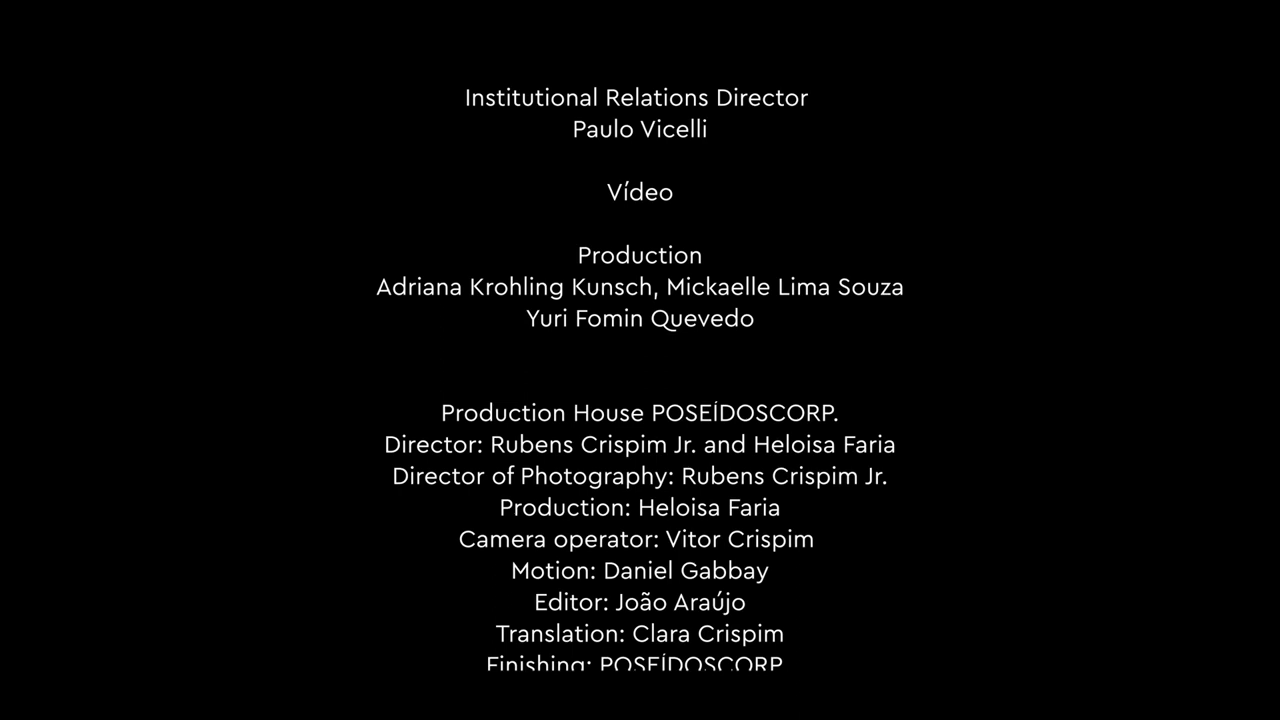 Institutional Relations Director
Paulo Vicelli
Vídeo
Production
Adriana Krohling Kunsch, Mickaelle Lima Souza
Yuri Fomin Quevedo
Production House POSEÍDOSCORP.
Director: Rubens Crispim Jr. and Heloisa Faria
Director of Photography: Rubens Crispim Jr.
Production: Heloisa Faria
Camera operator: Vitor Crispim
Motion: Daniel Gabbay
Editor: João Araújo
Translation: Clara Crispim
Finishing: POSEÍDOSCORP